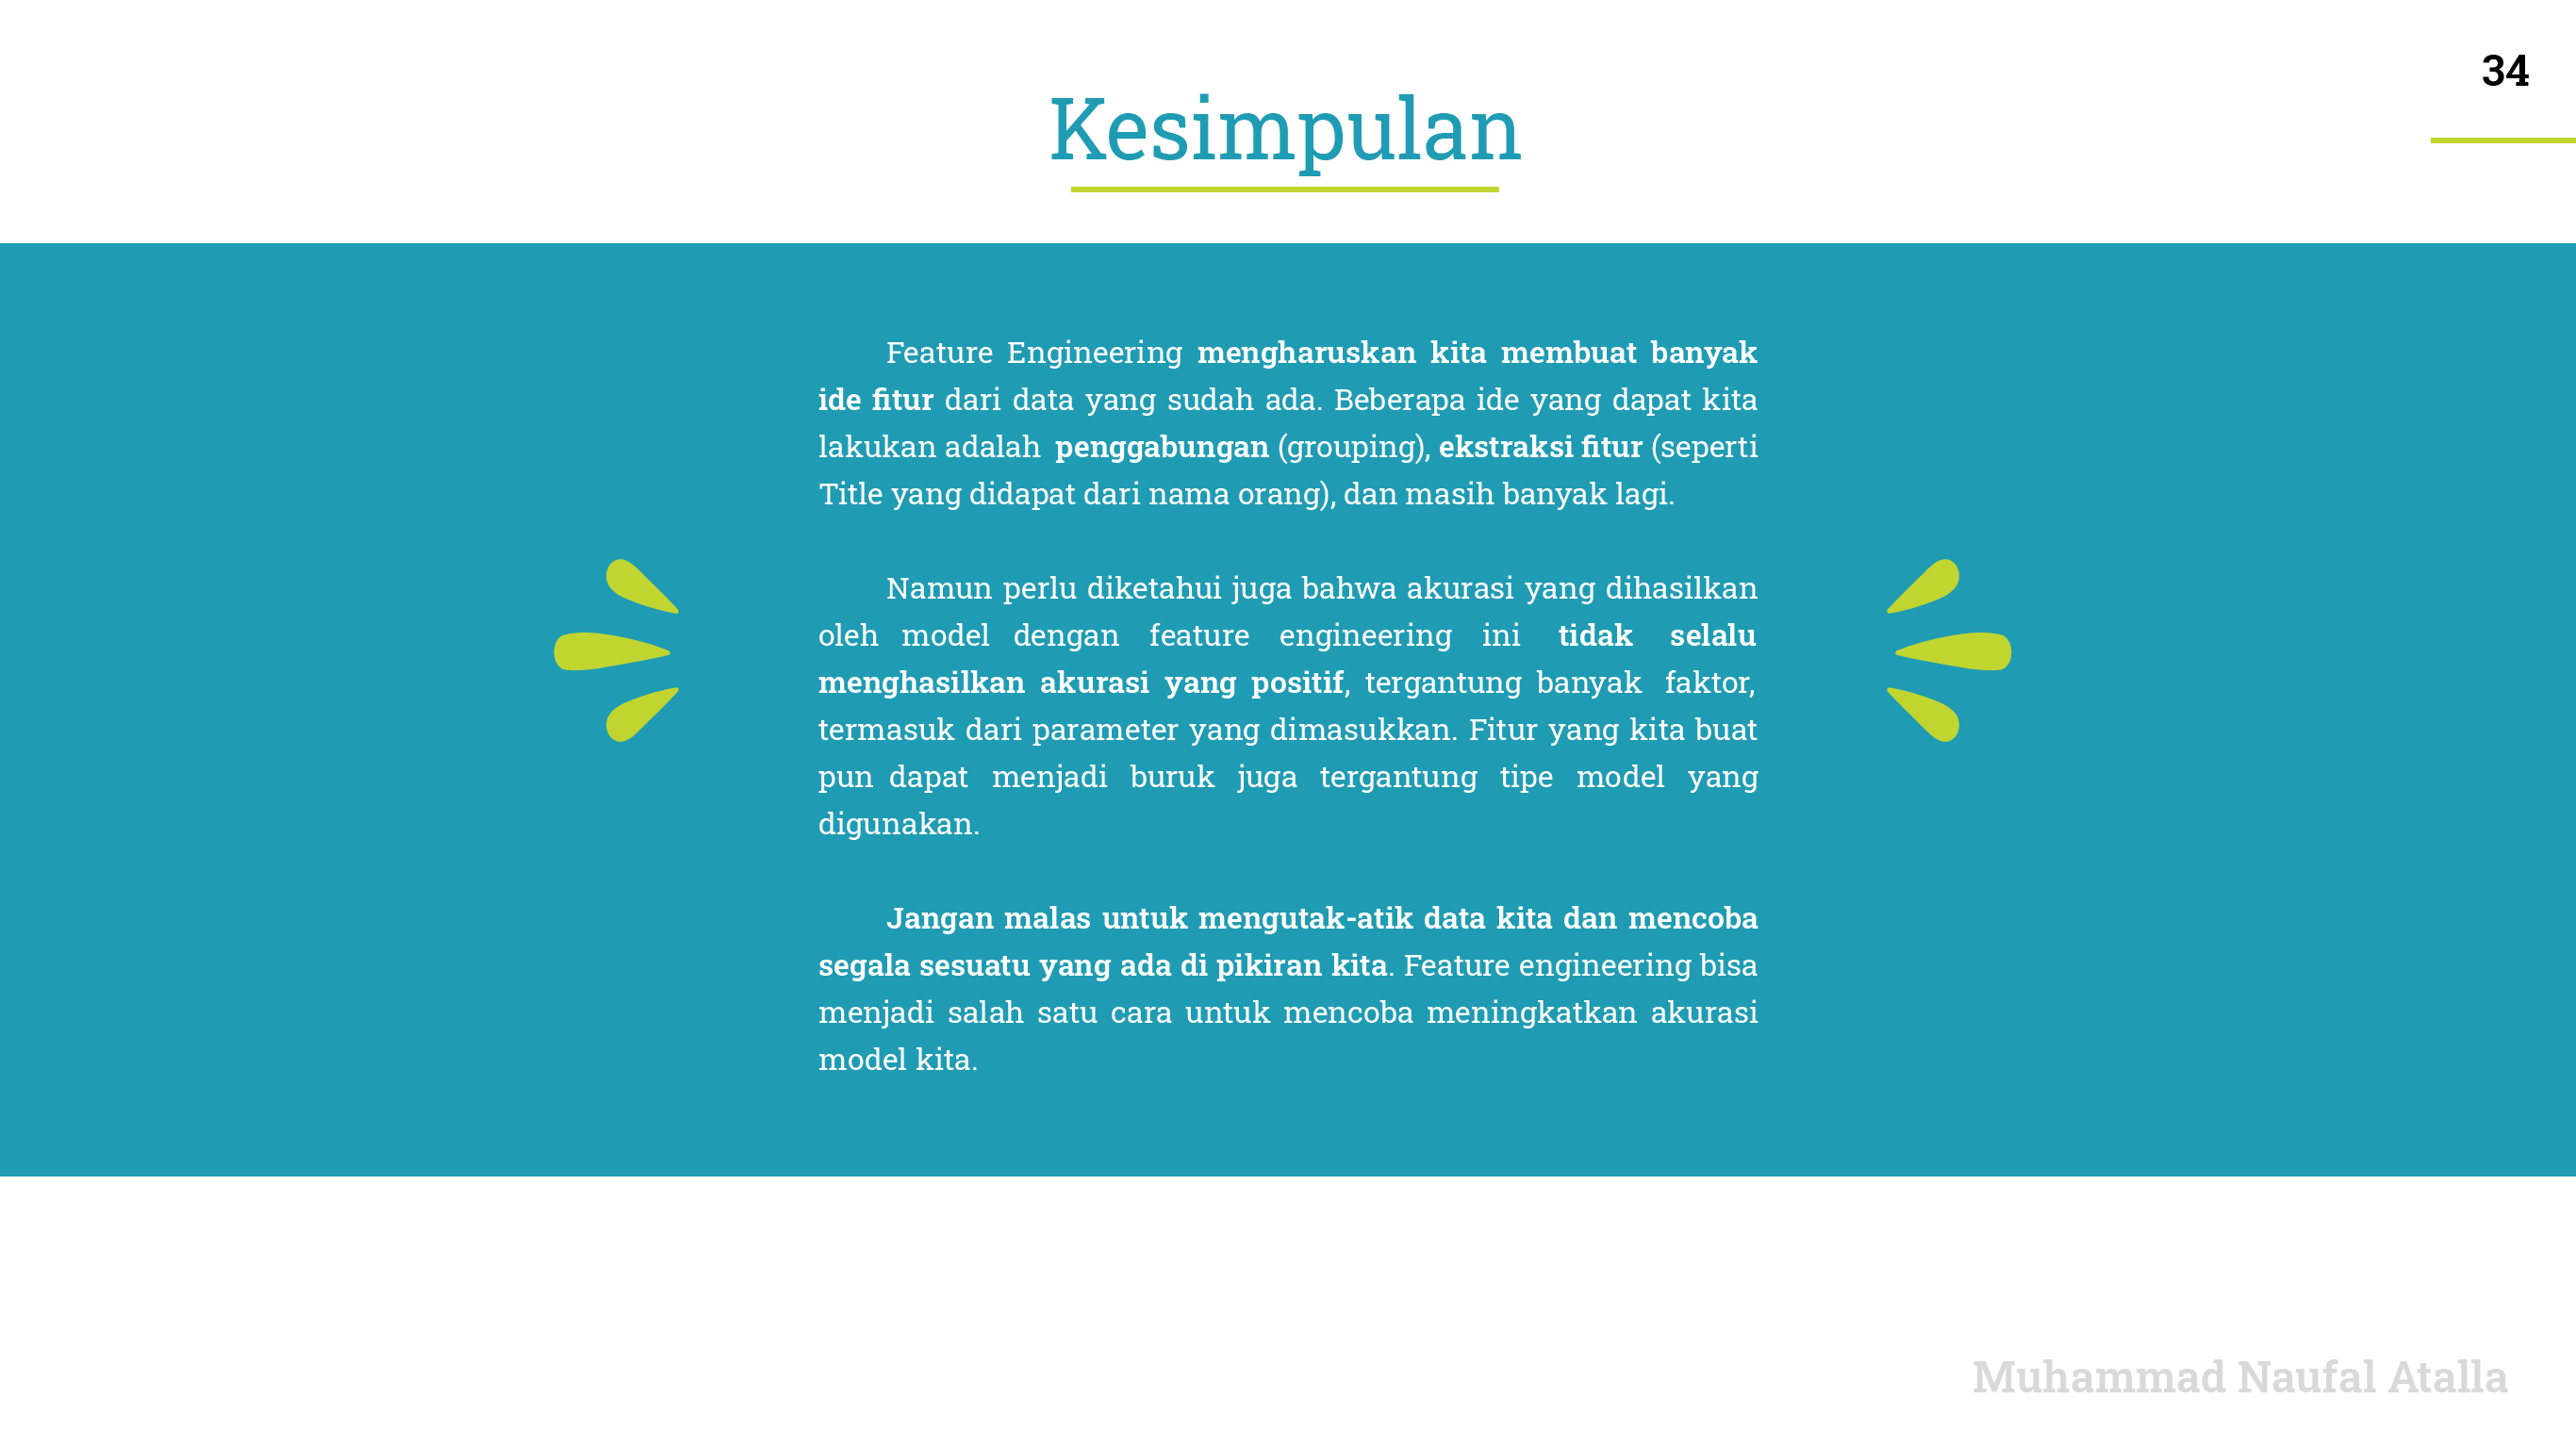 34
Kesimpulan
Feature Engineering mengharuskan kita membuat banyak
ide fitur dari data yang sudah ada. Beberapa ide yang dapat kita
lakukan adalah penggabungan (grouping), ekstraksi fitur (seperti
Title yang didapat dari nama orang), dan masih banyak lagi.
Namun perlu diketahui juga bahwa akurasi yang dihasilkan
oleh model dengan feature engineering ini tidak selalu
menghasilkan akurasi yang positif, tergantung banyak faktor,
termasuk dari parameter yang dimasukkan. Fitur yang kita buat
pun dapat menjadi buruk juga tergantung tipe model yang
digunakan.
Jangan malas untuk mengutak-atik data kita dan mencoba
segala sesuatu yang ada di pikiran kita. Feature engineering bisa
menjadi salah satu cara untuk mencoba meningkatkan akurasi
model kita.
Muhammad Naufal Atalla